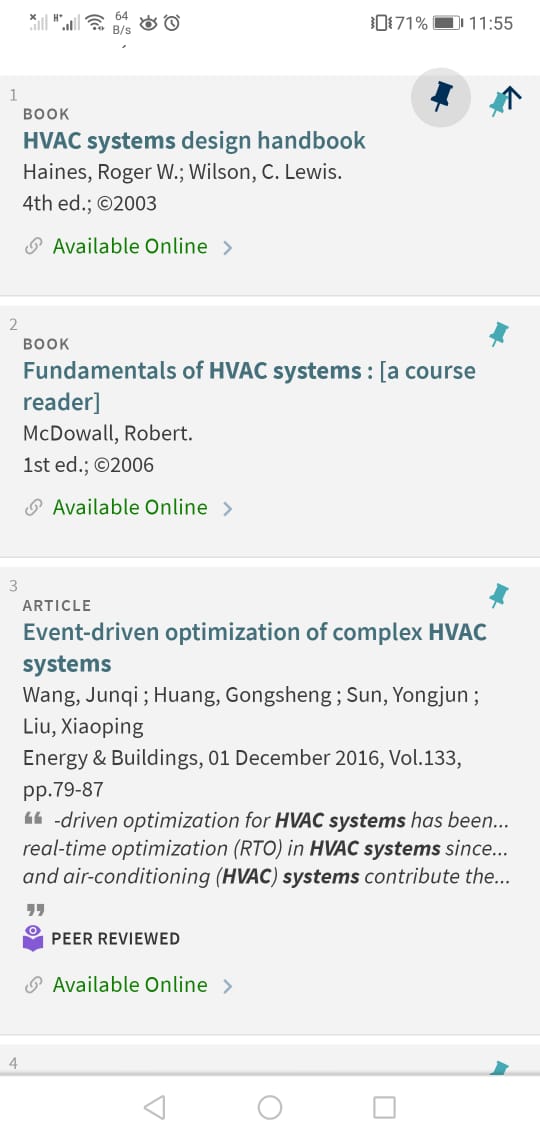 64
B/s
71%
11:55
1
BOOK
HVAC systems design handbook
Haines, Roger W.; Wilson, C. Lewis.
4th ed.; ©2003
Available Online
2
BOOK
Fundamentals of HVAC systems : [a course
reader]
McDowall, Robert.
1st ed.; ©2006
Available Online
3
ARTICLE
Event-driven optimization of complex HVAC
systems
Wang, Junqi ; Huang, Gongsheng ; Sun, Yongjun ;
Liu, Xiaoping
Energy & Buildings, 01 December 2016, Vol.133,
pp.79-87
“ -driven optimization for HVAC systems has been...
real-time optimization (RTO) in HVAC systems since...
and air-conditioning (HVAC) systems contribute the...
”
PEER REVIEWED
Available Online
4